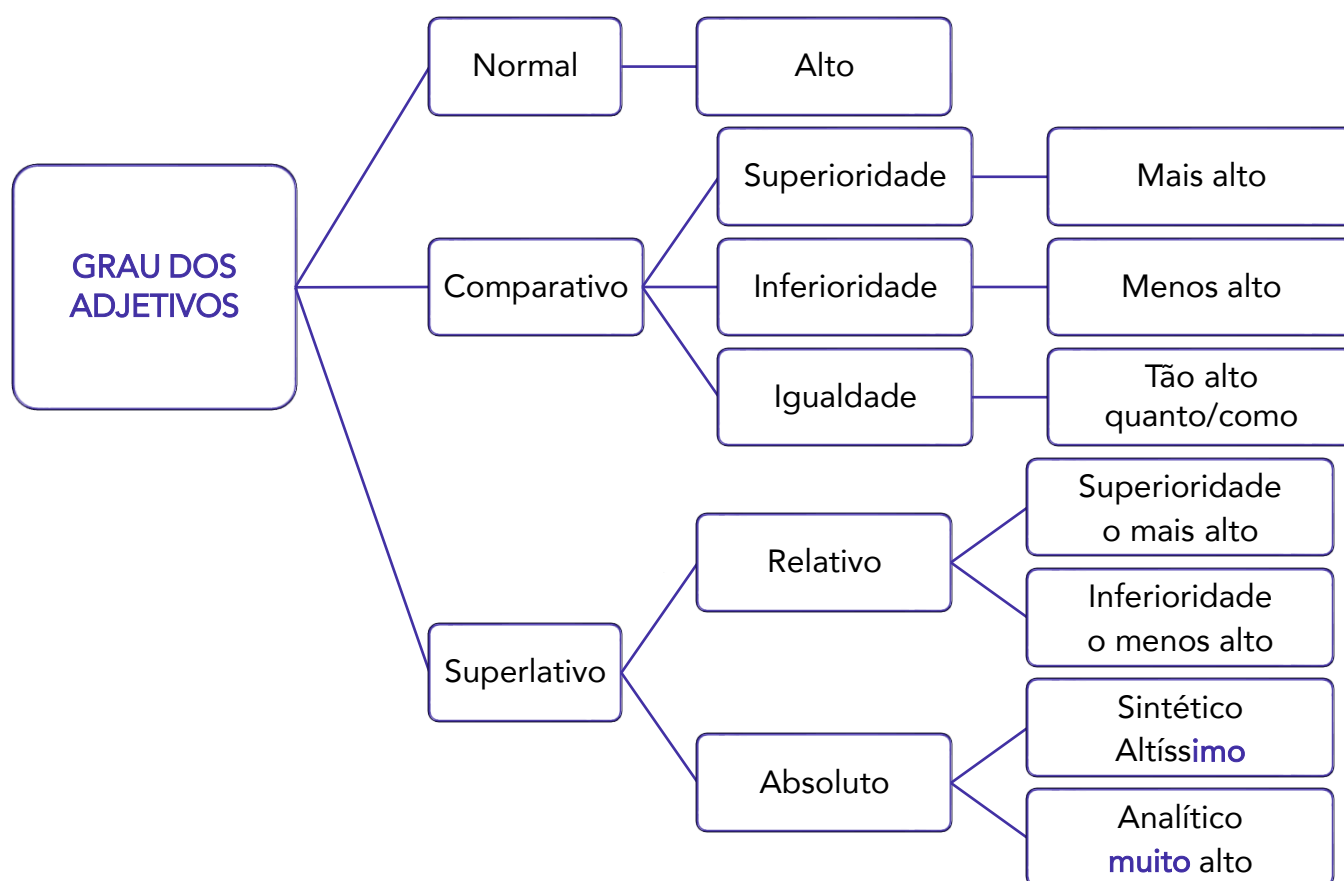 GRAU DOS
ADJETIVOS
Normal
Alto
Comparativo
Superioridade
Mais alto
Inferioridade
Menos alto
Igualdade
Tão alto
quanto/como
Superlativo
Relativo
Superioridade
o mais alto
Inferioridade
o menos alto
Absoluto
Sintético
Altíssimo
Analítico
muito alto